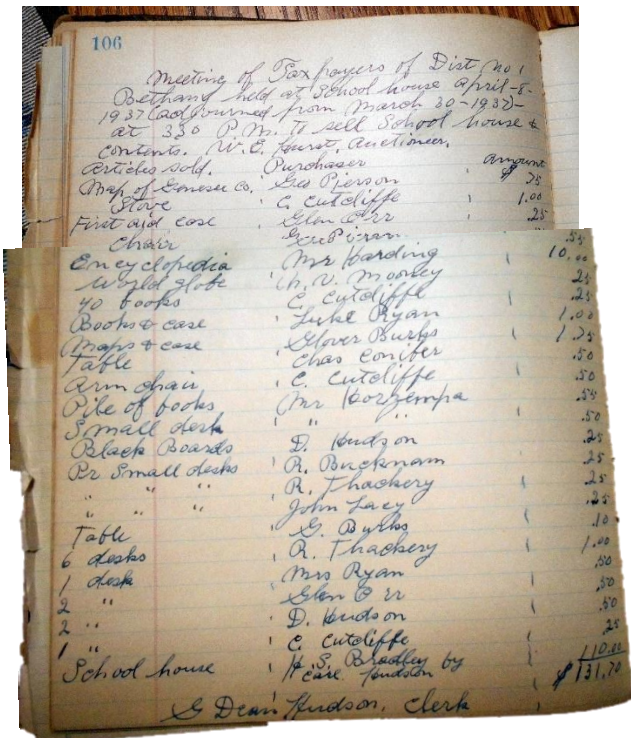 106
Meeting of Taxpayers of Dist No 1
Bethany held at School house April-8-
1937 (adjourned from March 30-1937)-
at 330 P.M. to sell School house &
contents. W.E. Hurst, Auctioneer.
Articles sold. Purchaser Amount
Map of Genesee Co. Geo Pierson $ .75
Stove C. Cutcliffe 1.00
First aid case Glen Orr .25
Chair Geo Pierson .55
Encyclopedia Mr Harding 10.00
World globe W. V. Mooney .25
40 books C. Cutcliffe .25
Books & case Luke Ryan 1.00
Maps & case Glover Burks 1.25
Table Chas Coniber .50
Arm chair C. Cutcliffe .50
Pile of books Mr .55
Small desk " " .50
Black Boards D. Hudson .25
Pr. Small desks R. Bucknam .25
" " " R. Thackery .25
" " " John Lacy .25
Table G. Burks .10
6 desks R. Thackery 1.00
1 desk Mrs Ryan .50
2 " Glen Orr .50
2 " D. Hudson .50
1 " C. Cutcliffe .25
School house H. S. Bradley by 110.00
care Hudson $131.70
G Dean Hudson, Clerk